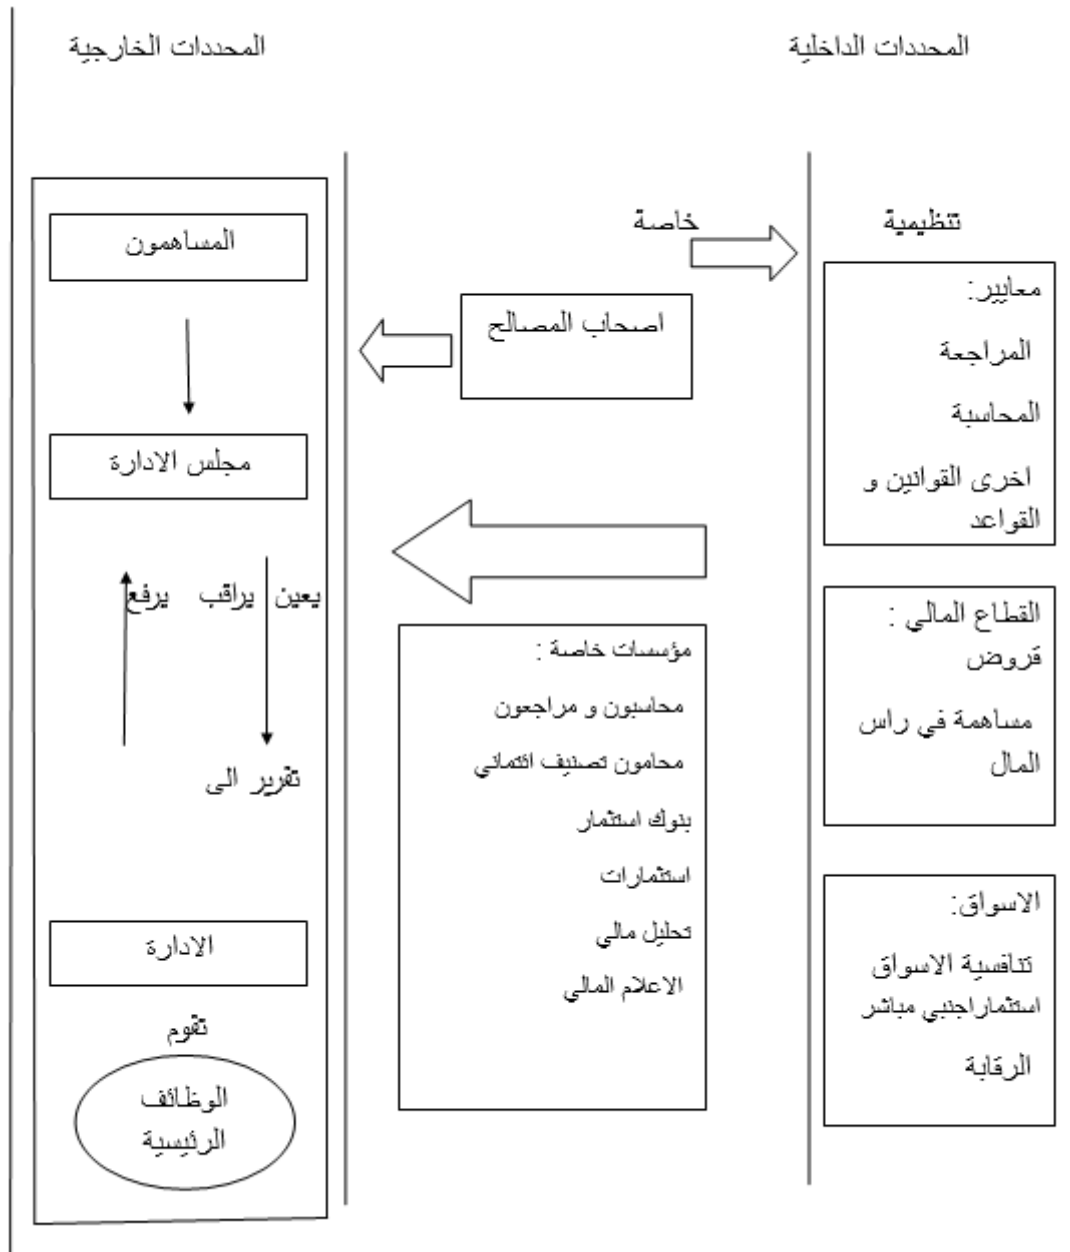 المحددات الداخلية
المحددات الخارجية
تنظيمية
معايير:
المراجعة
المحاسبة
اخرى القوانين و
القواعد
القطاع المالي :
قروض
مساهمة في راس
المال
الاسواق:
تنافسية الاسواق
استثماراجنبي مباشر
الرقابة
خاصة
اصحاب المصالح
مؤسسات خاصة :
محاسبون و مراجعون
محامون تصنيف ائتماني
بنوك استثمار
استثمارات
تحليل مالي
الاعلام المالي
المساهمون
مجلس الادارة
يعين يراقب يرفع
تقرير الى
الادارة
تقوم
الوظائف
الرئيسية